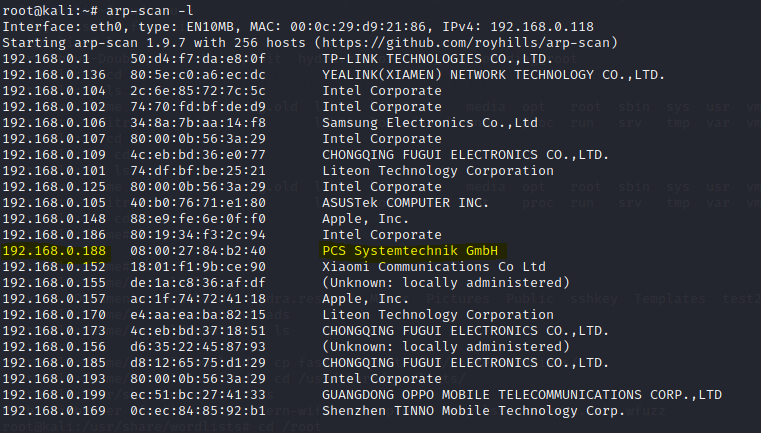 root@kali:~# arp-scan -l
Interface: eth0, type: EN10MB, MAC: 00:0c:29:d9:21:86, IPv4: 192.168.0.118
Starting arp-scan 1.9.7 with 256 hosts (https://github.com/royhills/arp-scan)
192.168.0.1 50:d4:f7:da:e8:0f TP-LINK TECHNOLOGIES CO.,LTD.
192.168.0.136 80:5e:c0:a6:ec:dc YEALINK(XIAMEN) NETWORK TECHNOLOGY CO.,LTD.
192.168.0.104 2c:6e:85:72:7c:5c Intel Corporate
192.168.0.102 74:70:fd:bf:de:d9 Intel Corporate
192.168.0.106 34:8a:7b:aa:14:f8 Samsung Electronics Co.,Ltd
192.168.0.107 80:00:0b:56:3a:29 Intel Corporate
192.168.0.109 4c:eb:bd:36:e0:77 CHONGQING FUGUI ELECTRONICS CO.,LTD.
192.168.0.101 74:df:bf:be:25:21 Liteon Technology Corporation
192.168.0.125 80:00:0b:56:3a:29 Intel Corporate
192.168.0.105 40:b0:76:71:e1:80 ASUSTek COMPUTER INC.
192.168.0.148 88:e9:fe:6e:0f:f0 Apple, Inc.
192.168.0.186 80:19:34:f3:2c:94 Intel Corporate
192.168.0.188 08:00:27:84:b2:40 PCS Systemtechnik GmbH
192.168.0.152 18:01:f1:9b:ce:90 Xiaomi Communications Co Ltd
192.168.0.155 de:1a:c8:36:af:df (Unknown: locally administered)
192.168.0.157 ac:1f:74:72:41:18 Apple, Inc.
192.168.0.170 e4:aa:ea:ba:82:15 Liteon Technology Corporation
192.168.0.173 4c:eb:bd:37:18:51 CHONGQING FUGUI ELECTRONICS CO.,LTD.
192.168.0.156 d6:35:22:45:87:93 (Unknown: locally administered)
192.168.0.185 d8:12:65:75:d1:29 CHONGQING FUGUI ELECTRONICS CO.,LTD.
192.168.0.193 80:00:0b:56:3a:29 Intel Corporate
192.168.0.199 ec:51:bc:27:41:33 GUANGDONG OPPO MOBILE TELECOMMUNICATIONS CORP.,LTD
192.168.0.169 0c:ec:84:85:92:b1 Shenzhen TINNO Mobile Technology Corp.
root@kali:/usr/share/wordlists# cd /root